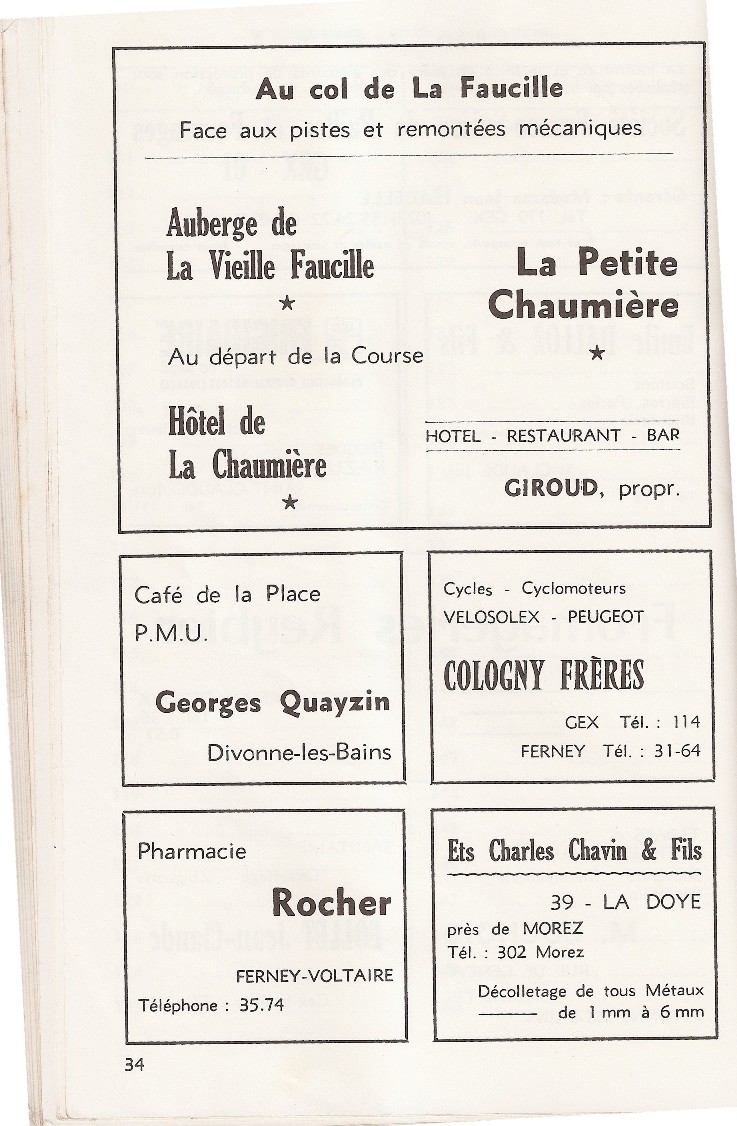 Au col de La Faucille
Face aux pistes et remontées mécaniques
Auberge de
La Vieille Faucille
★
Au départ de la Course
Hôtel de
La Chaumière
★
La Petite
Chaumière
★
HOTEL - RESTAURANT - BAR
GIROUD, propr.
Café de la Place
P.M.U.
Georges Quayzin
Divonne-les-Bains
Cycles - Cyclomoteurs
VELOSOLEX - PEUGEOT
COLOGNY FRÈRES
GEX Tél. : 114
FERNEY Tél. : 31-64
Pharmacie
Rocher
FERNEY-VOLTAIRE
Téléphone : 35.74
Ets Charles Chavin & Fils
39 - LA DOYE
près de MOREZ
Tél. : 302 Morez
Décolletage de tous Métaux
de 1 mm à 6 mm
34